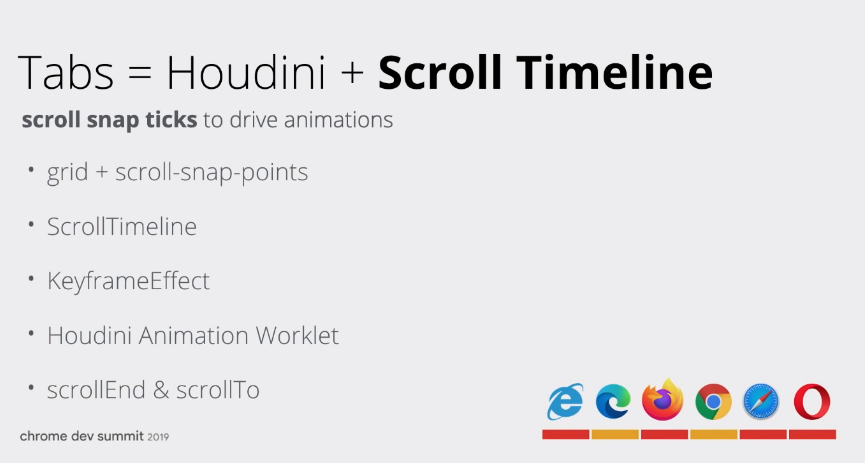 Tabs = Houdini + Scroll Timeline
scroll snap ticks to drive animations
• grid + scroll-snap-points
• ScrollTimeline
• KeyframeEffect
• Houdini Animation Worklet
• scrollEnd & scrollTo
chrome dev summit 2019